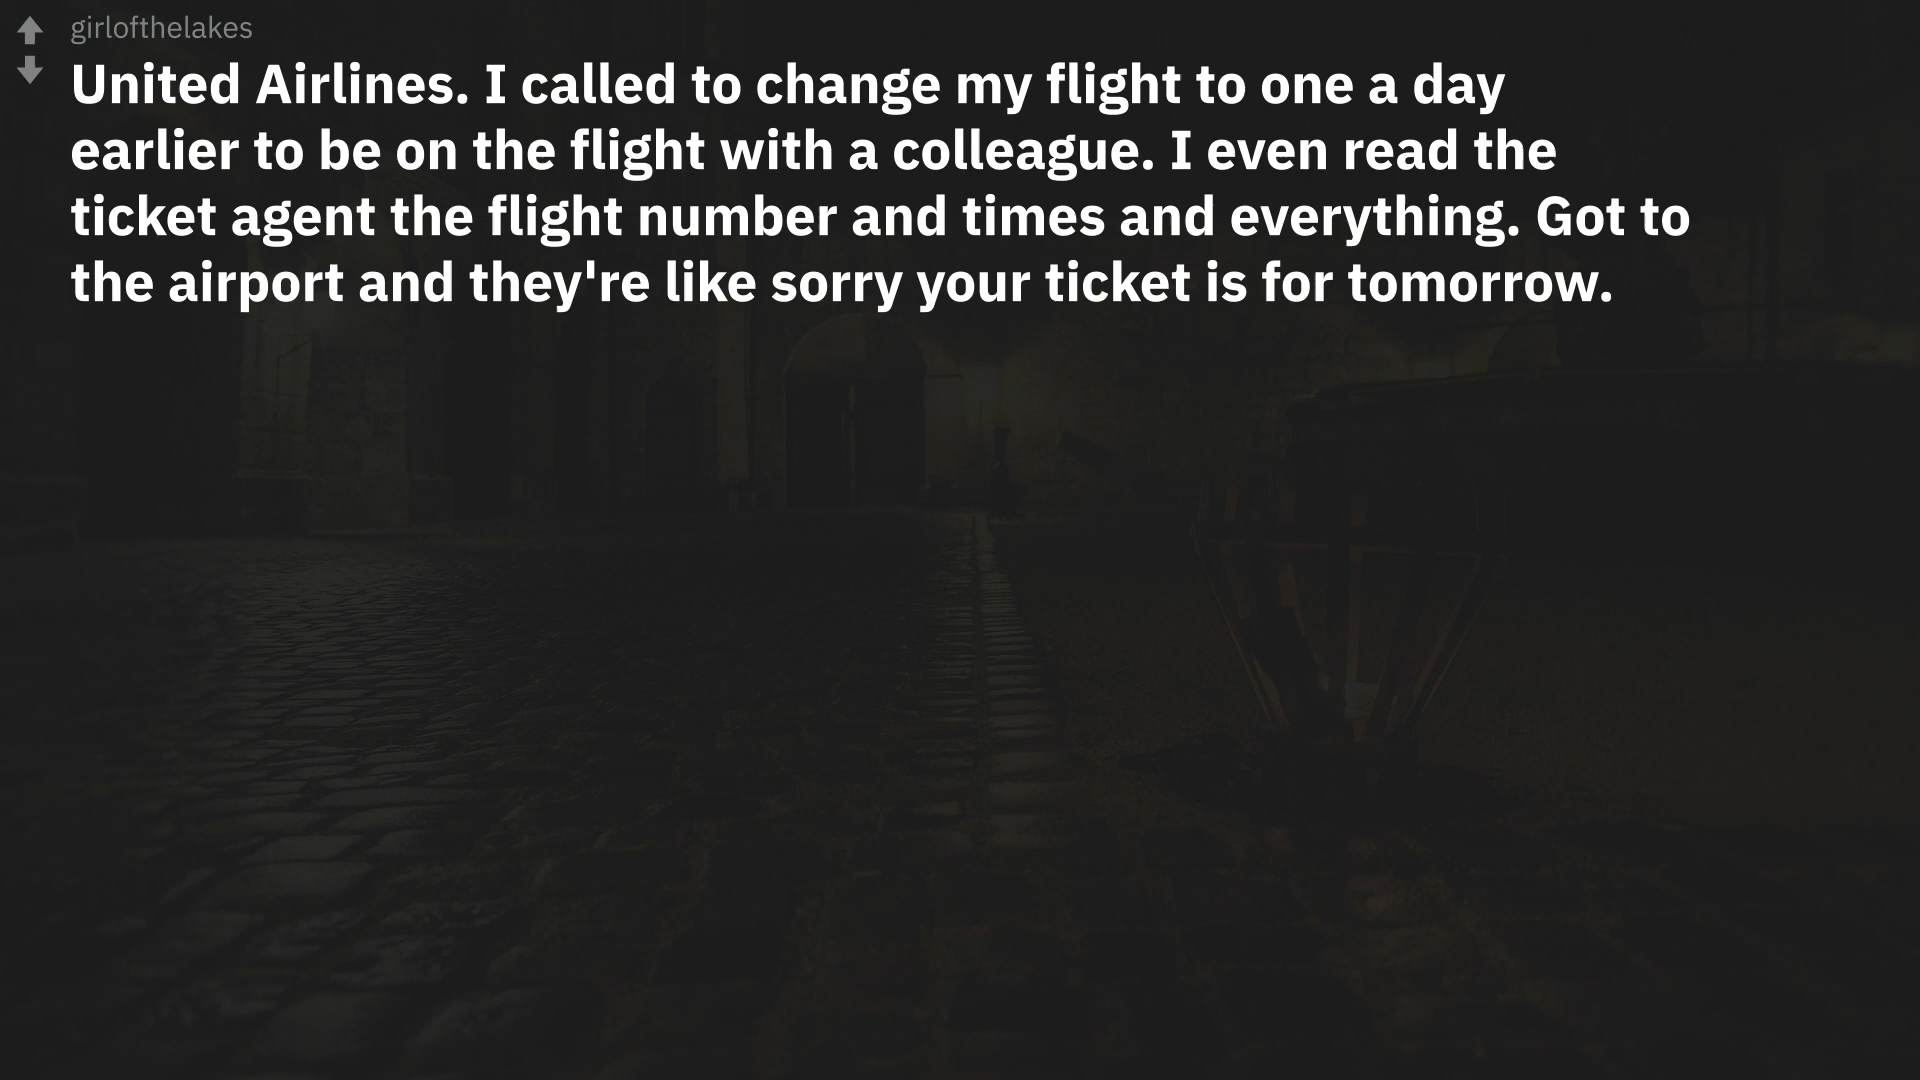 girlofthelakes
United Airlines. I called to change my flight to one a day
earlier to be on the flight with a colleague. I even read the
ticket agent the flight number and times and everything. Got to
the airport and they're like sorry your ticket is for tomorrow.